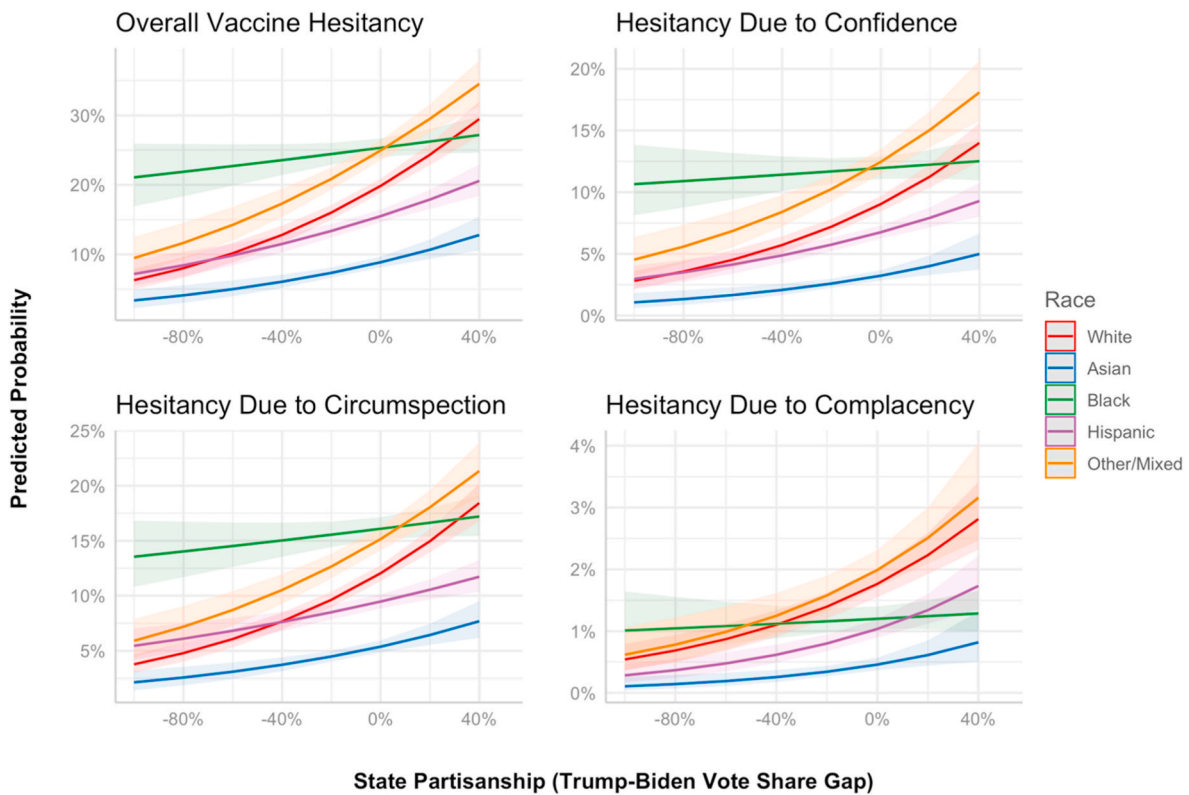 Overall Vaccine Hesitancy
Hesitancy Due to Confidence
30%
20%
10%
-80%
-40%
0%
40%
20%
15%
10%
5%
0%
-80%
-40%
0%
40%
Hesitancy Due to Circumspection
Hesitancy Due to Complacency
25%
20%
15%
10%
5%
-80%
-40%
0%
40%
4%
3%
2%
1%
0%
-80%
-40%
0%
40%
Predicted Probability
State Partisanship (Trump-Biden Vote Share Gap)
Race
White
Asian
Black
Hispanic
Other/Mixed